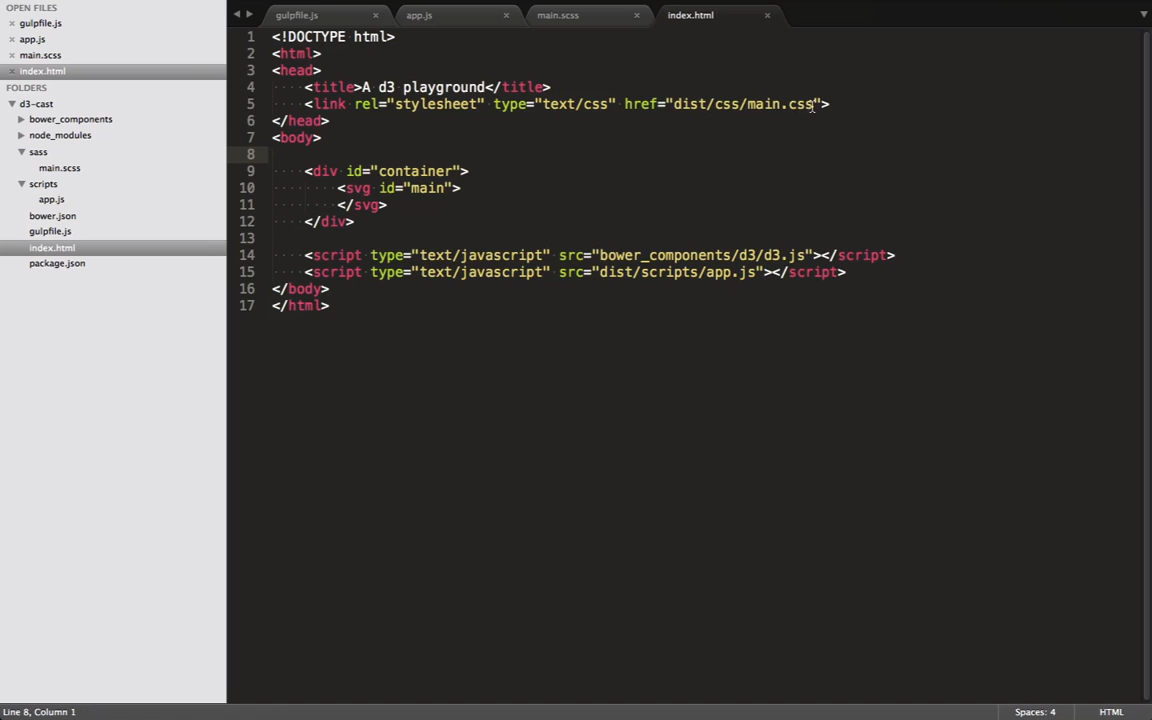 OPEN FILES
gulpfile.js
app.js
main.scss
index.html
FOLDERS
d3-cast
bower_components
node_modules
sass
main.scss
scripts
app.js
bower.json
gulpfile.js
index.html
package.json
gulpfile.js app.js main.scss index.html
1 <!DOCTYPE html>
2 <html>
3 <head>
4 <title>A d3 playground</title>
5 <link rel="stylesheet" type="text/css" href="dist/css/main.css">
6 </head>
7 <body>
8
9 <div id="container">
10 <svg id="main">
11 </svg>
12 </div>
13
14 <script type="text/javascript" src="bower_components/d3/d3.js"></script>
15 <script type="text/javascript" src="dist/scripts/app.js"></script>
16 </body>
17 </html>
Line 8, Column 1 Spaces: 4 HTML